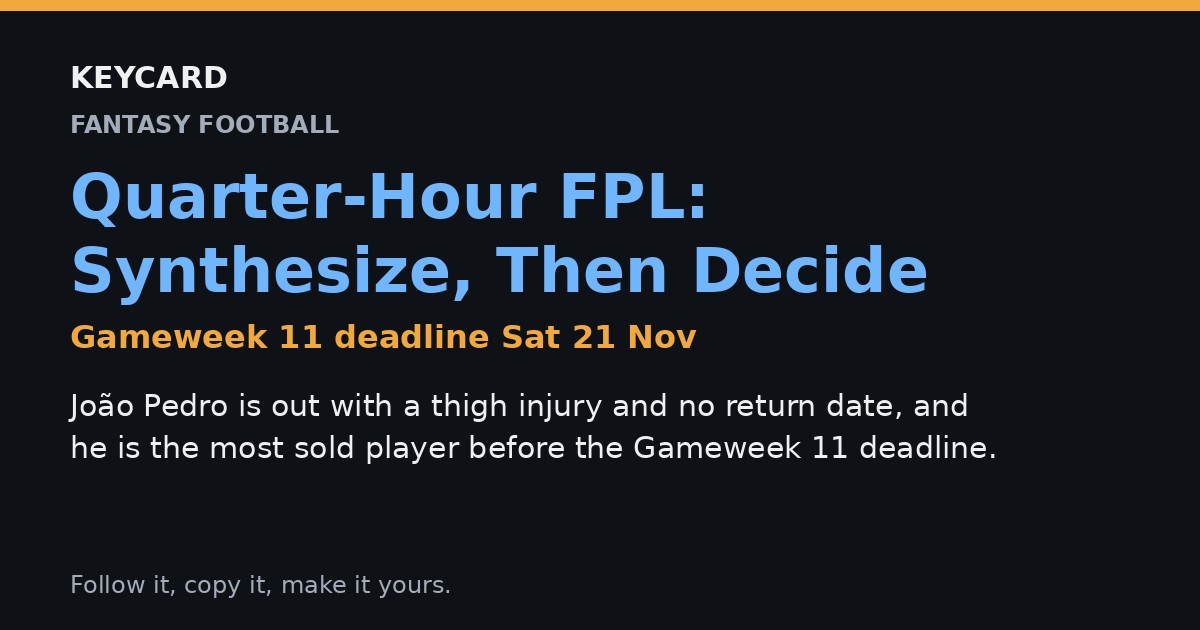 KEYCARD
FANTASY FOOTBALL
Quarter-Hour FPL:
Synthesize, Then Decide
Gameweek 11 deadline Sat 21 Nov
João Pedro is out with a thigh injury and no return date, and
he is the most sold player before the Gameweek 11 deadline.
Follow it, copy it, make it yours.